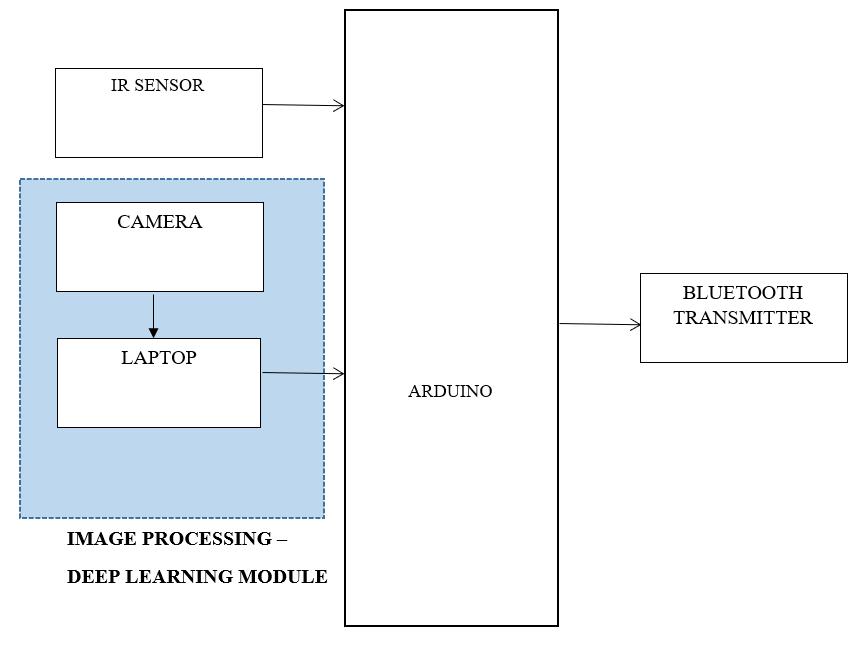 IR SENSOR
CAMERA
LAPTOP
IMAGE PROCESSING –
DEEP LEARNING MODULE
ARDUINO
BLUETOOTH
TRANSMITTER